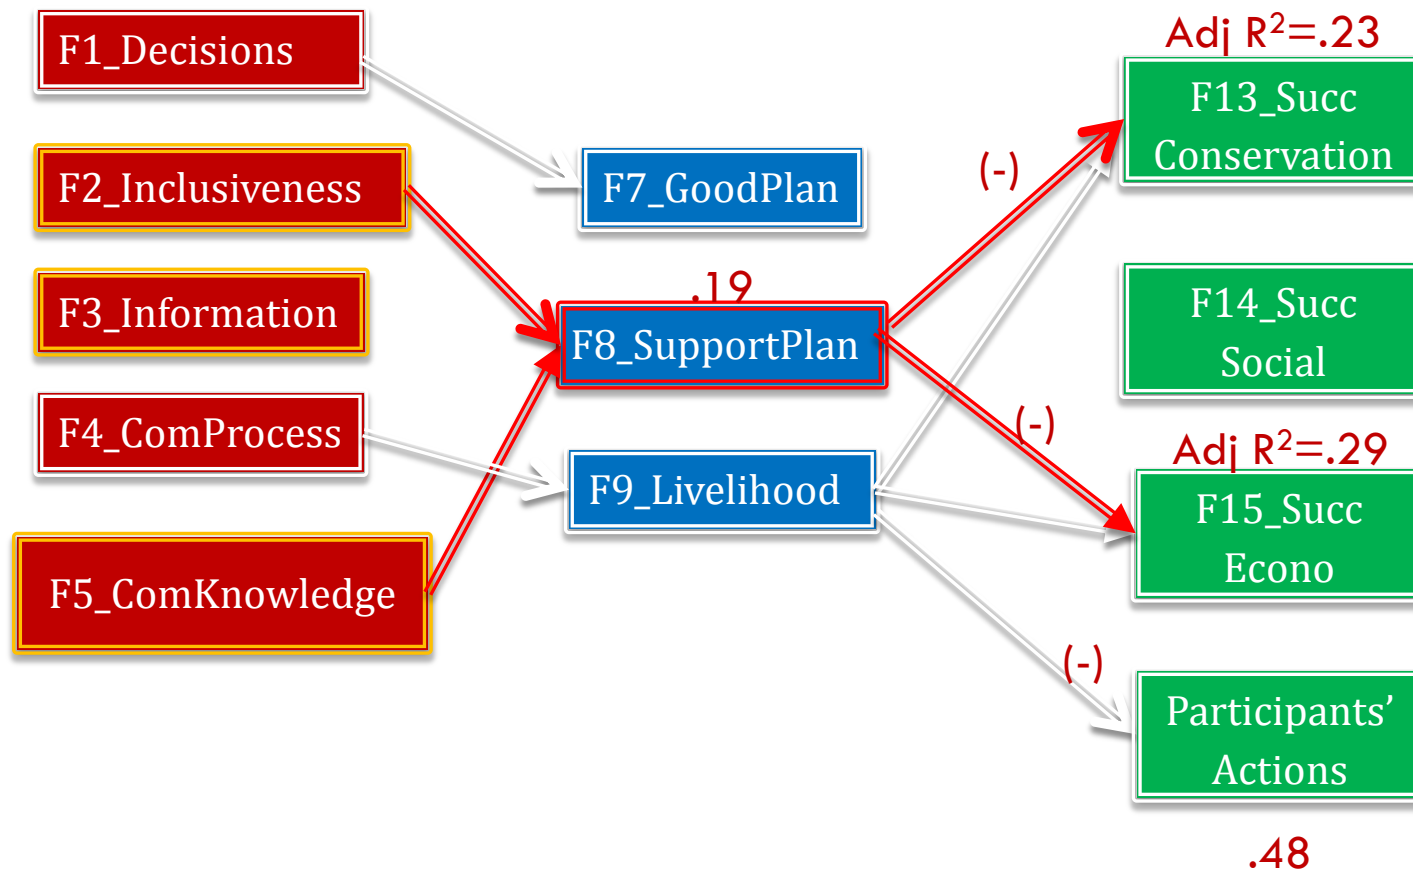 F1_Decisions
F2_Inclusiveness
F3_Information
F4_ComProcess
F5_ComKnowledge
F7_GoodPlan
.19
F8_SupportPlan
F9_Livelihood
(-)
(-)
(-)
Adj R²=.23
F13_Succ
Conservation
F14_Succ
Social
Adj R²=.29
F15_Succ
Econo
Participants’
Actions
.48